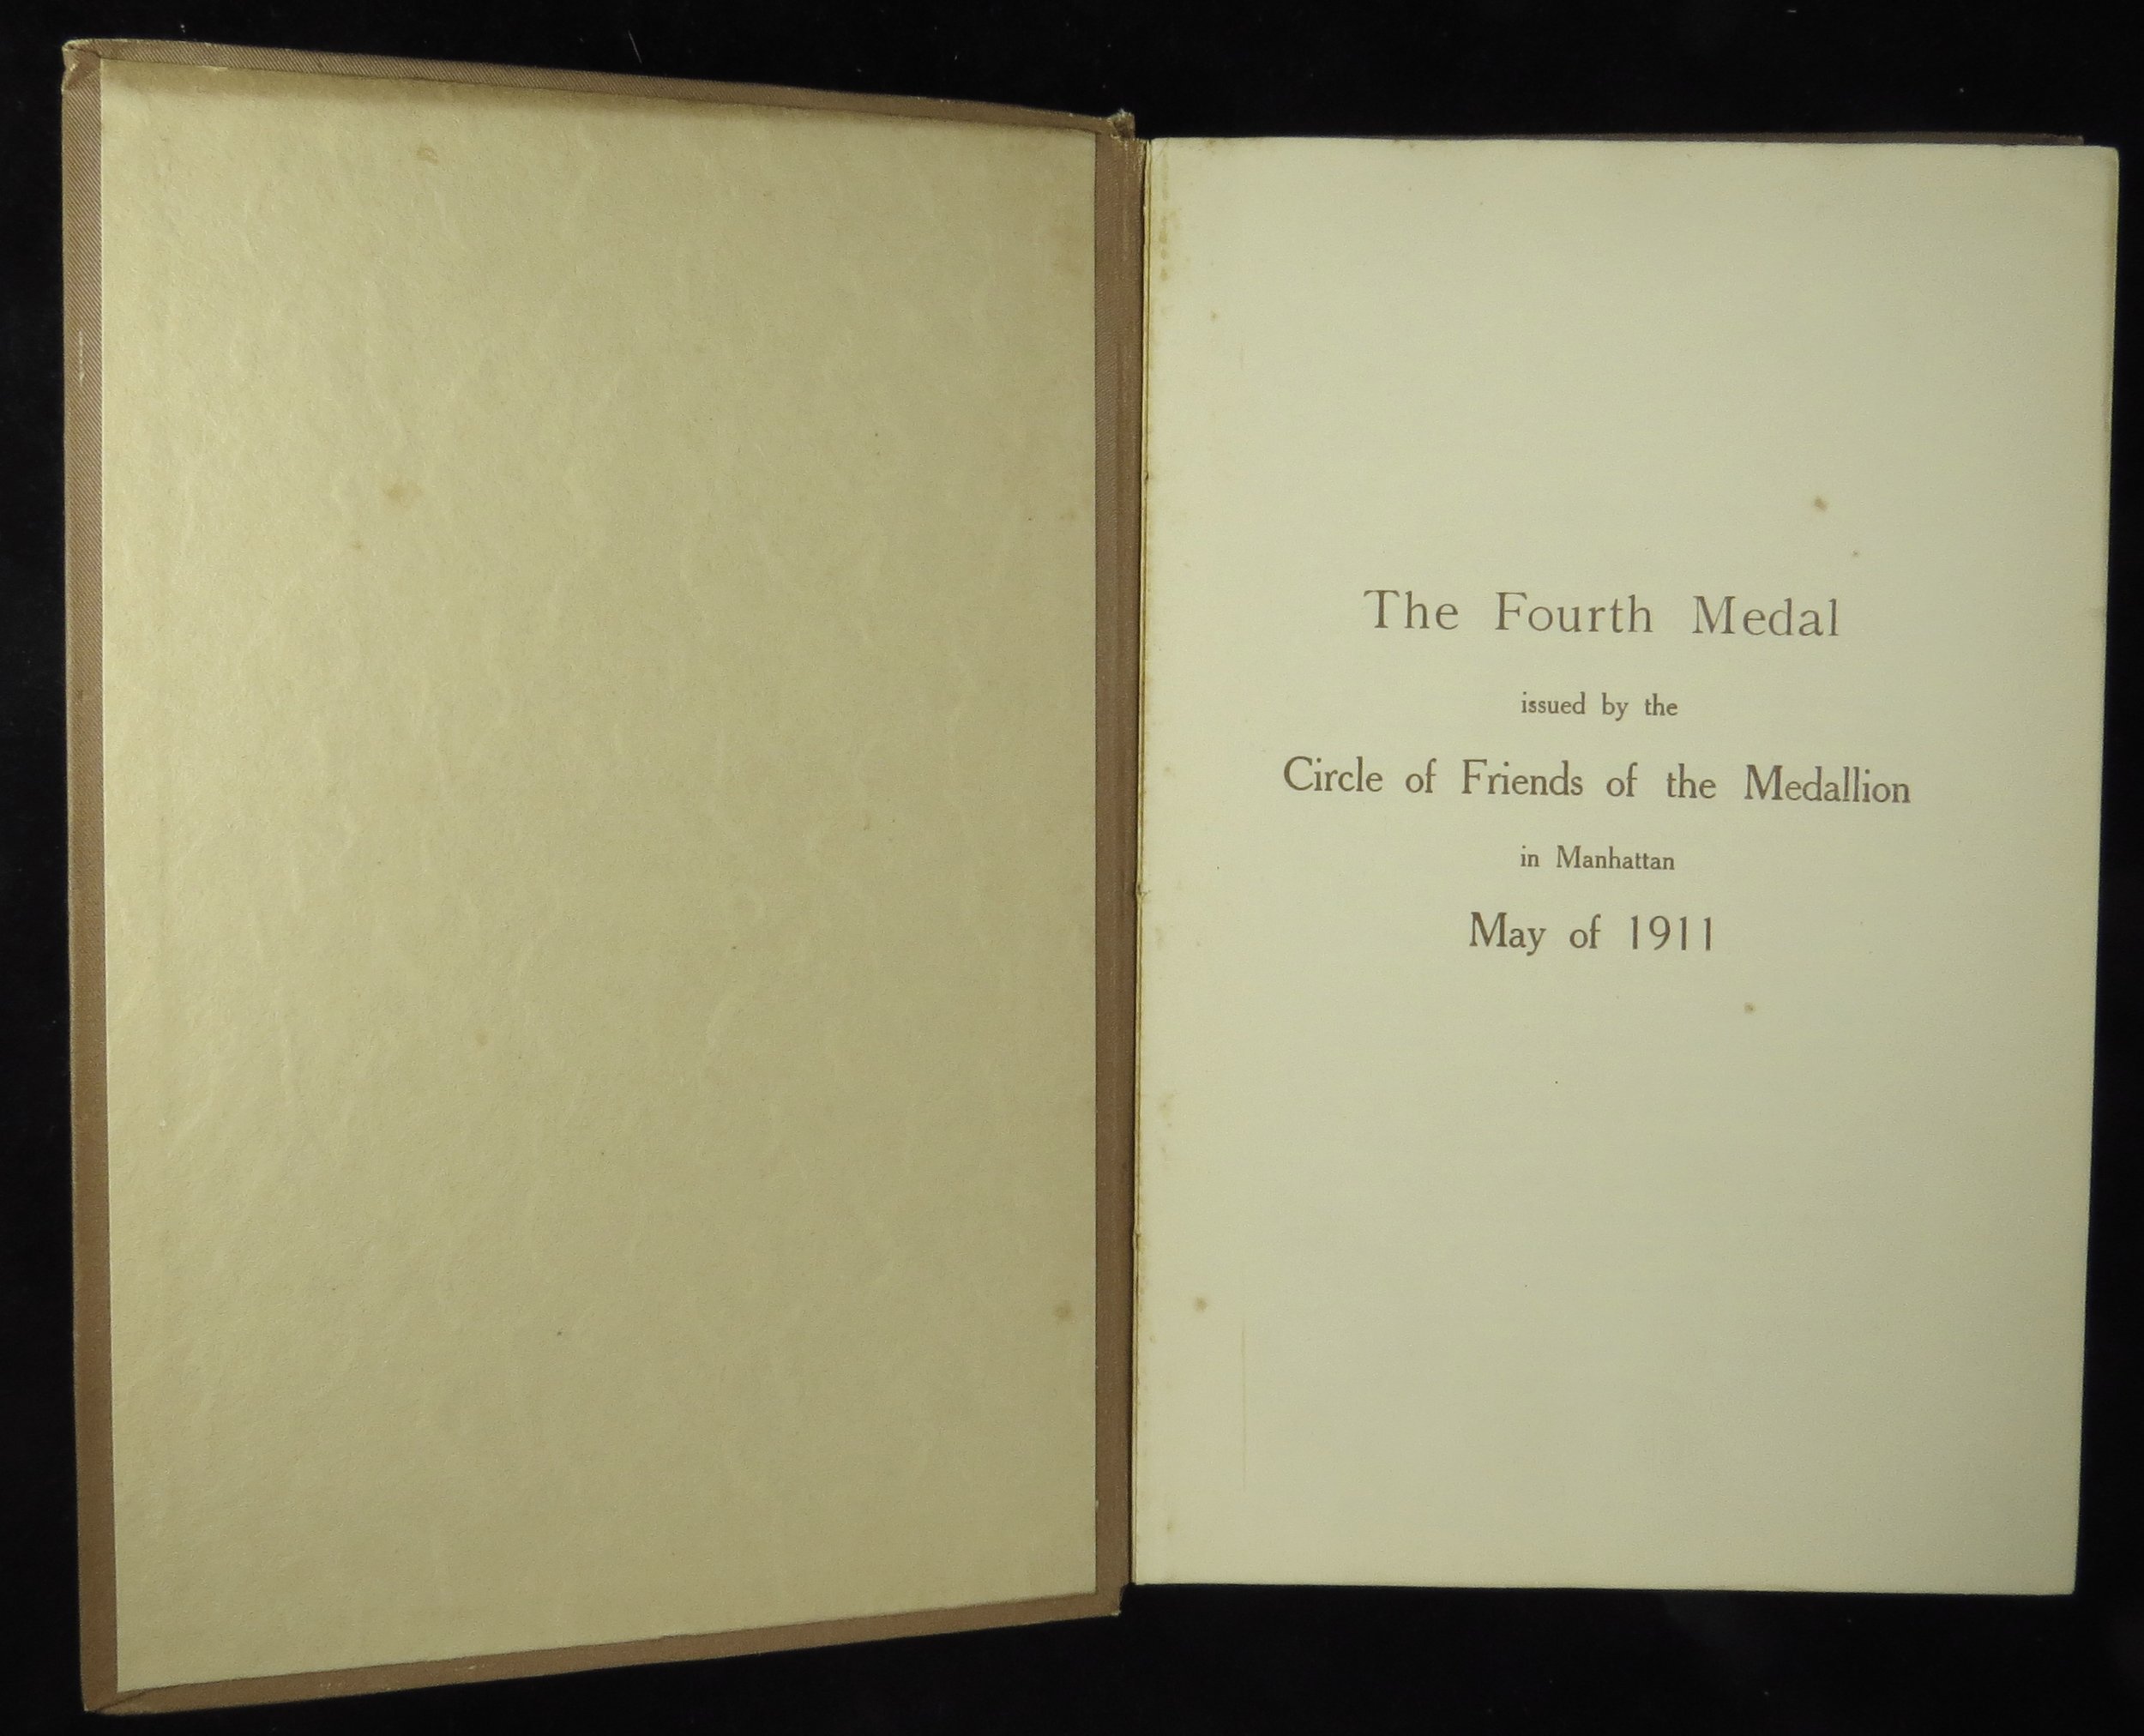 The Fourth Medal
issued by the
Circle of Friends of the Medallion
in Manhattan
May of 1911